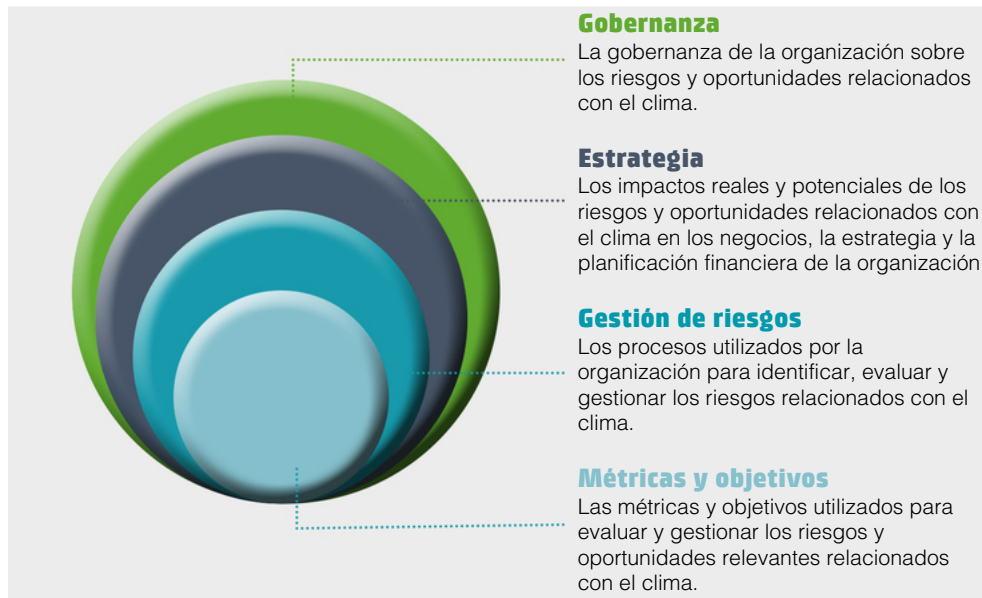 Gobernanza
La gobernanza de la organización sobre
los riesgos y oportunidades relacionados
con el clima.
Estrategia
Los impactos reales y potenciales de los
riesgos y oportunidades relacionados con
el clima en los negocios, la estrategia y la
planificación financiera de la organización
Gestión de riesgos
Los procesos utilizados por la
organización para identificar, evaluar y
gestionar los riesgos relacionados con el
clima.
Métricas y objetivos
Las métricas y objetivos utilizados para
evaluar y gestionar los riesgos y
oportunidades relevantes relacionados
con el clima.